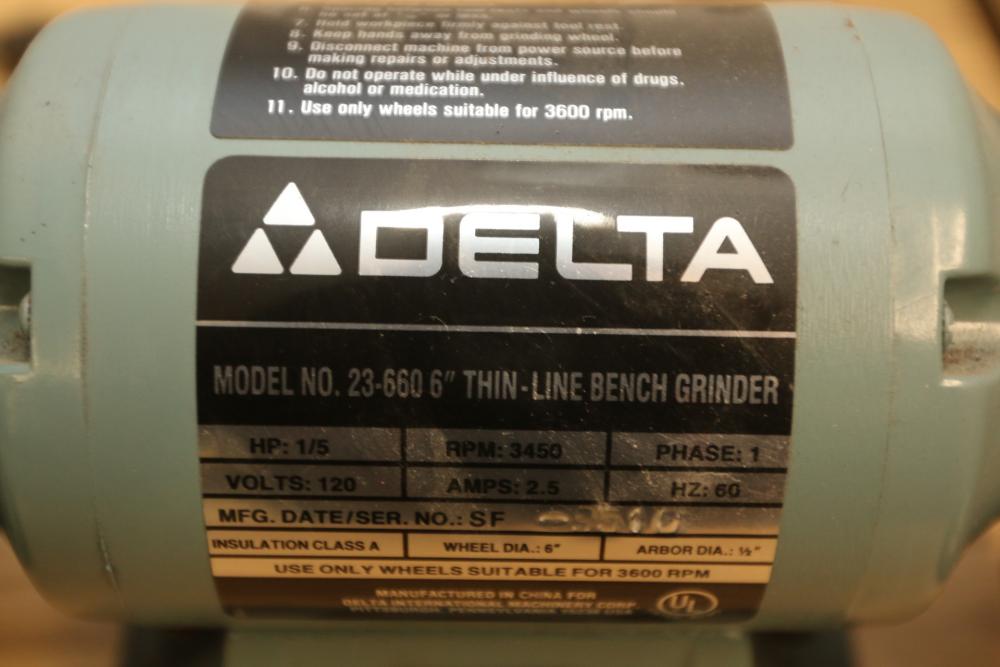 7. Hold workpiece firmly against tool rest.
8. Keep hands away from grinding wheel.
9. Disconnect machine from power source before
making repairs or adjustments.
10. Do not operate while under influence of drugs.
alcohol or medication.
11. Use only wheels suitable for 3600 rpm.
DELTA
MODEL NO. 23-660 6" THIN-LINE BENCH GRINDER
HP: 1/5 RPM: 3450 PHASE: 1
VOLTS: 120 AMPS: 2.5 HZ: 60
MFG. DATE/SER. NO.: SF
INSULATION CLASS A WHEEL DIA.: 6" ARBOR DIA.: ½"
USE ONLY WHEELS SUITABLE FOR 3600 RPM
MANUFACTURED IN CHINA FOR
DELTA INTERNATIONAL MACHINERY CORP
PITTSBURGH, PENNSYLVANIA
UL